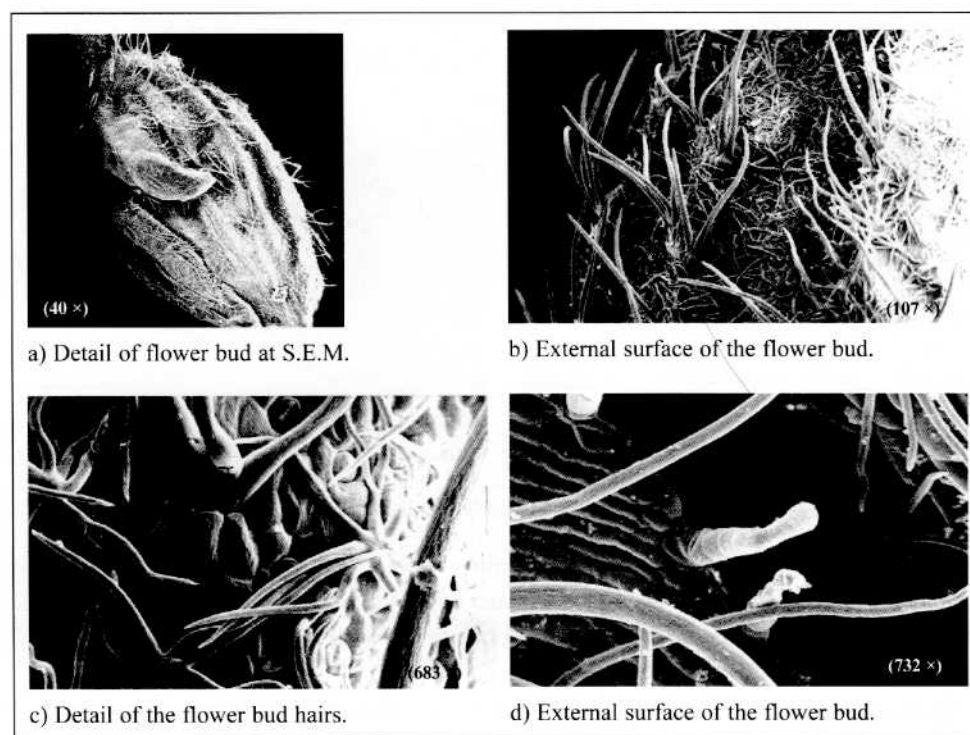 (40 ×)
(107 ×)
a) Detail of flower bud at S.E.M.
b) External surface of the flower bud.
(683
(732 ×)
c) Detail of the flower bud hairs.
d) External surface of the flower bud.